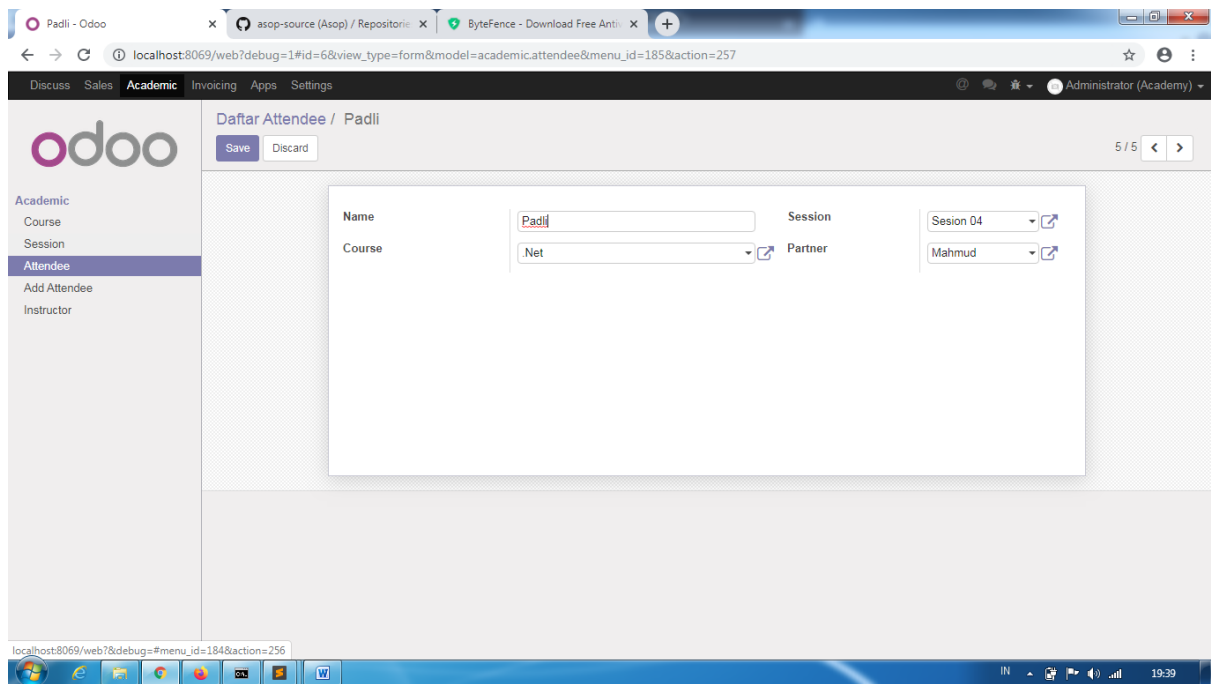 Padli - Odoo
asop-source (Asop) / Repositorie
ByteFence - Download Free Anti
localhost:8069/web?debug=1#id=6&view_type=form&model=academic.attendee&menu_id=185&action=257
Discuss Sales Academic Invoicing Apps Settings
@ Administrator (Academy)
odoo
Daftar Attendee / Padli
Save Discard
5 / 5
Academic
Course
Session
Attendee
Add Attendee
Instructor
Name Padli Session Sesion 04
Course .Net Partner Mahmud
localhost:8069/web?&debug=#menu_id=184&action=256
IN 19:39